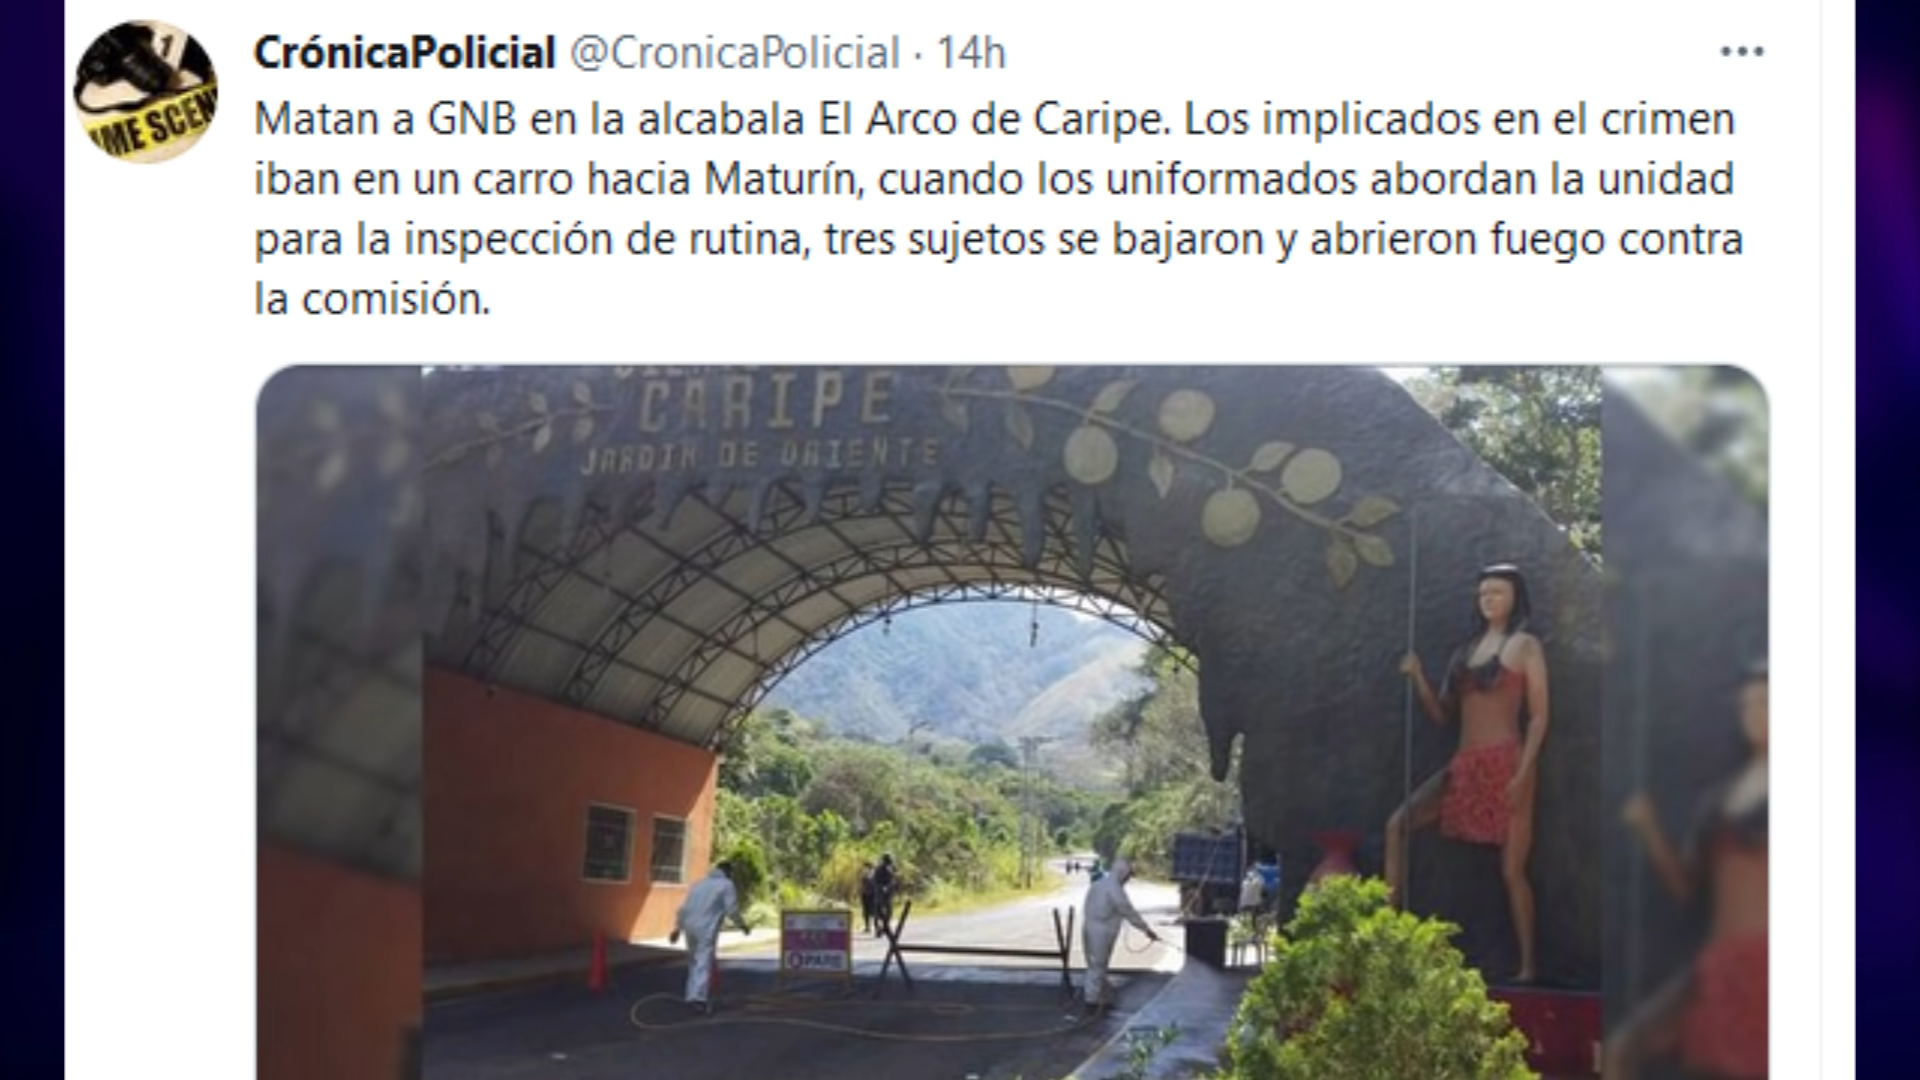 CrónicaPolicial @CronicaPolicial · 14h
Matan a GNB en la alcabala El Arco de Caripe. Los implicados en el crimen
iban en un carro hacia Maturín, cuando los uniformados abordan la unidad
para la inspección de rutina, tres sujetos se bajaron y abrieron fuego contra
la comisión.
CARIPE
JARDIN DE ORIENTE
PARE